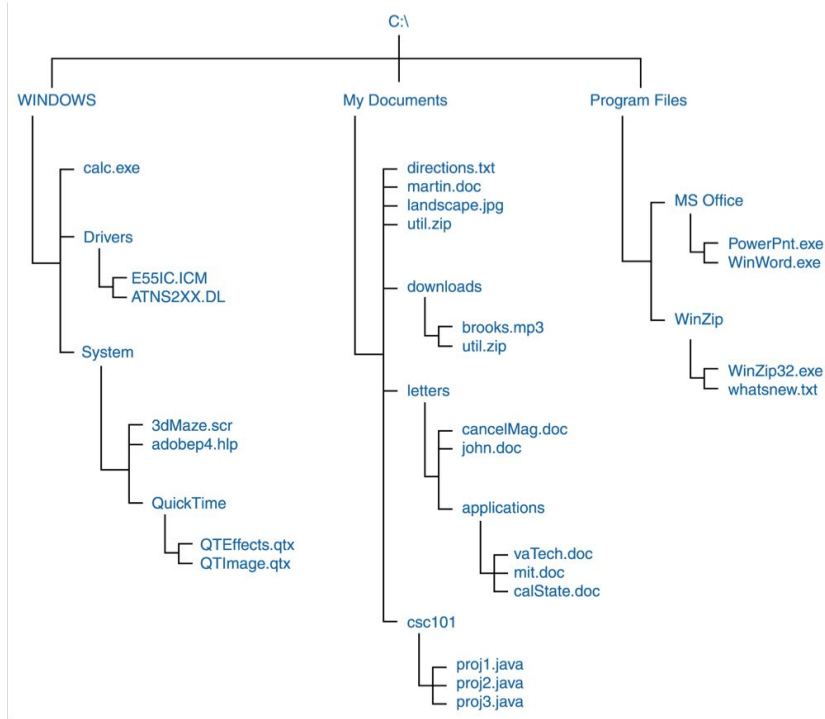 C:\
WINDOWS
My Documents
Program Files
calc.exe
Drivers
E55IC.ICM
ATNS2XX.DL
System
3dMaze.scr
adobep4.hlp
QuickTime
QTEffects.qtx
QTImage.qtx
directions.txt
martin.doc
landscape.jpg
util.zip
downloads
brooks.mp3
util.zip
letters
cancelMag.doc
john.doc
applications
vaTech.doc
mit.doc
calState.doc
csc101
proj1.java
proj2.java
proj3.java
MS Office
PowerPnt.exe
WinWord.exe
WinZip
WinZip32.exe
whatsnew.txt